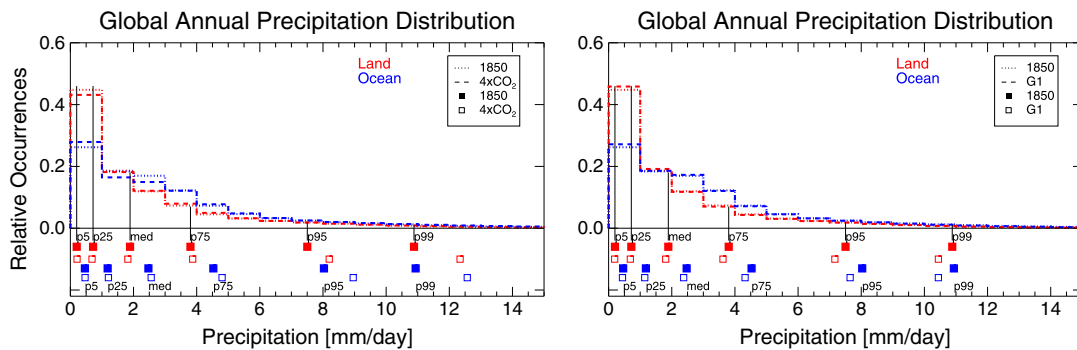 Global Annual Precipitation Distribution
0.6
0.4
0.2
0.0
Relative Occurrences
Land
Ocean
1850
4xCO₂
1850
4xCO₂
p5 p25 med p75 p95 p99
p5 p25 med p75 p95 p99
0 2 4 6 8 10 12 14
Precipitation [mm/day]
Global Annual Precipitation Distribution
0.6
0.4
0.2
0.0
Land
Ocean
1850
G1
1850
G1
p5 p25 med p75 p95 p99
p5 p25 med p75 p95 p99
0 2 4 6 8 10 12 14
Precipitation [mm/day]